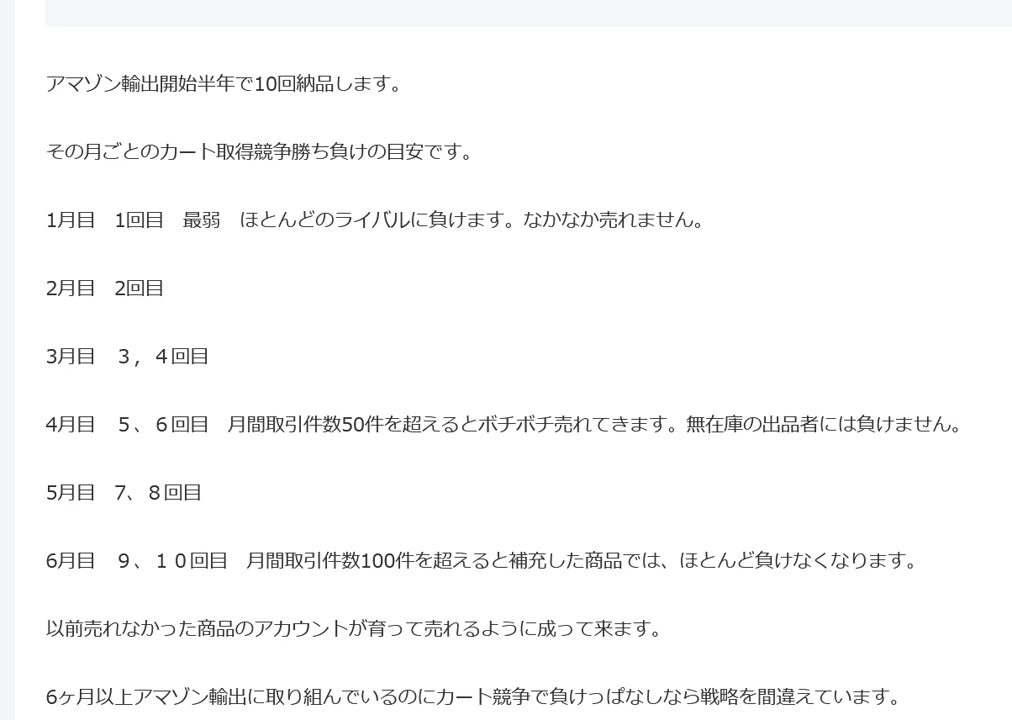 アマゾン輸出開始半年で10回納品します。
その月ごとのカート取得競争勝ち負けの目安です。
1月目　1回目　最弱　ほとんどのライバルに負けます。なかなか売れません。
2月目　2回目
3月目　３，４回目
4月目　５、６回目　月間取引件数50件を超えるとボチボチ売れてきます。無在庫の出品者には負けません。
5月目　7、８回目
6月目　９、１０回目　月間取引件数100件を超えると補充した商品では、ほとんど負けなくなります。
以前売れなかった商品のアカウントが育って売れるように成って来ます。
6ヶ月以上アマゾン輸出に取り組んでいるのにカート競争で負けっぱなしなら戦略を間違えています。